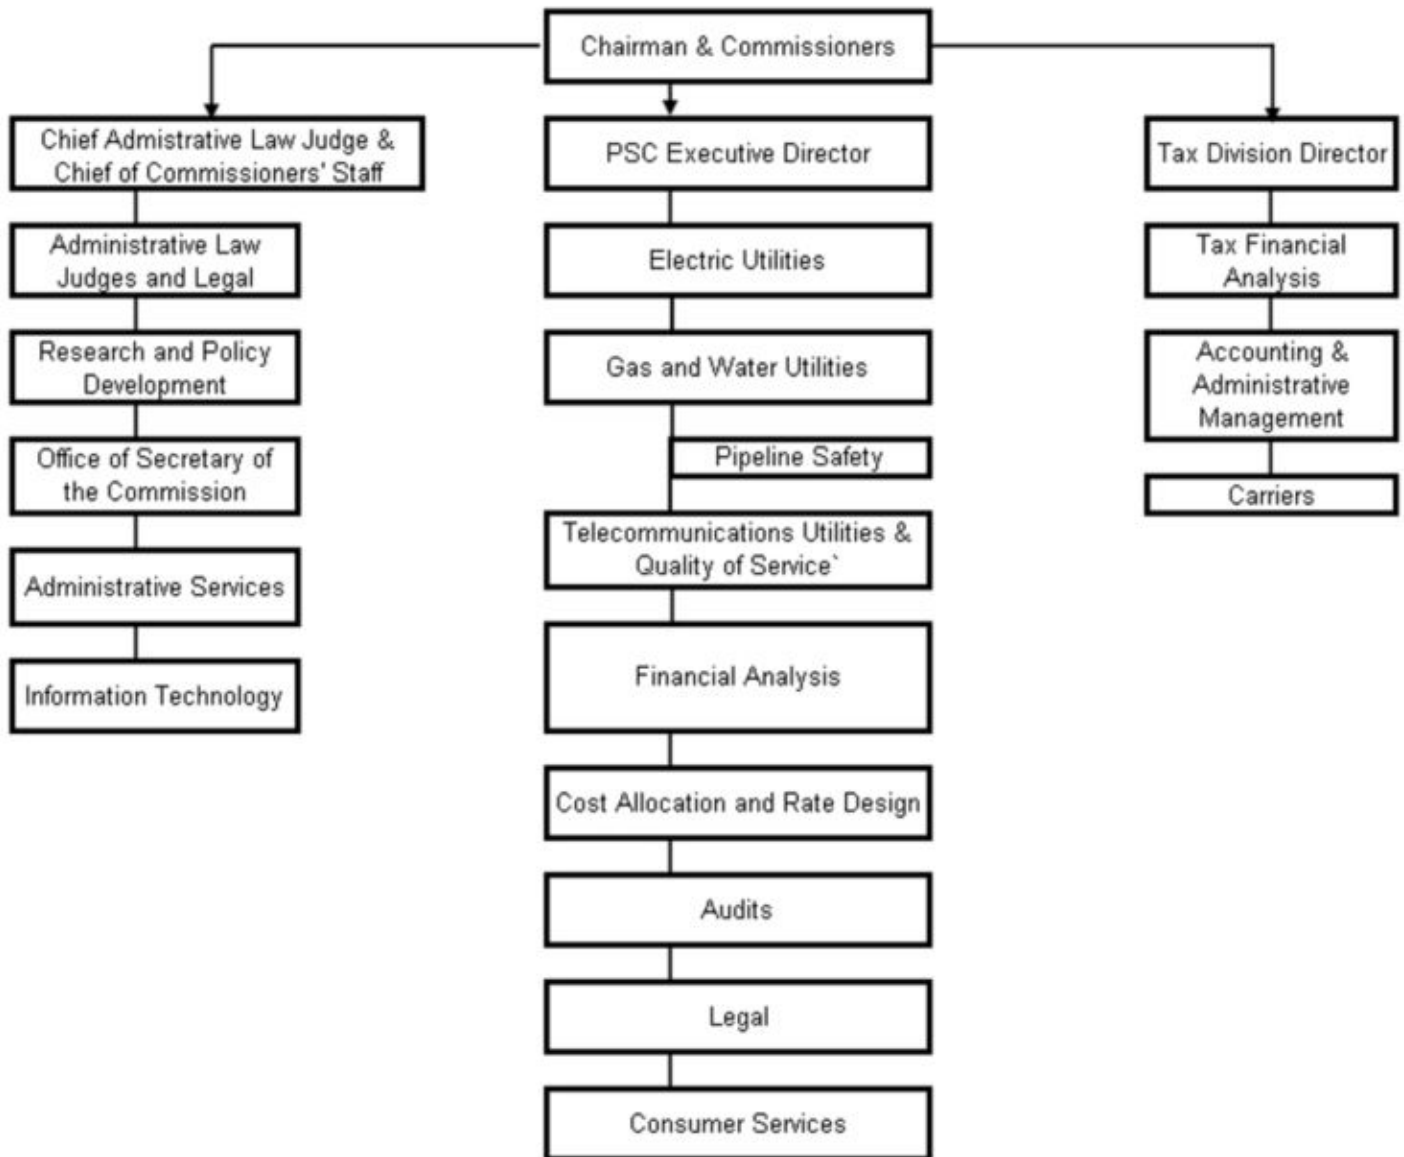 Chairman & Commissioners
Chief Admistrative Law Judge &
Chief of Commissioners' Staff
Administrative Law
Judges and Legal
Research and Policy
Development
Office of Secretary of
the Commission
Administrative Services
Information Technology
PSC Executive Director
Electric Utilities
Gas and Water Utilities
Pipeline Safety
Telecommunications Utilities &
Quality of Service`
Financial Analysis
Cost Allocation and Rate Design
Audits
Legal
Consumer Services
Tax Division Director
Tax Financial
Analysis
Accounting &
Administrative
Management
Carriers